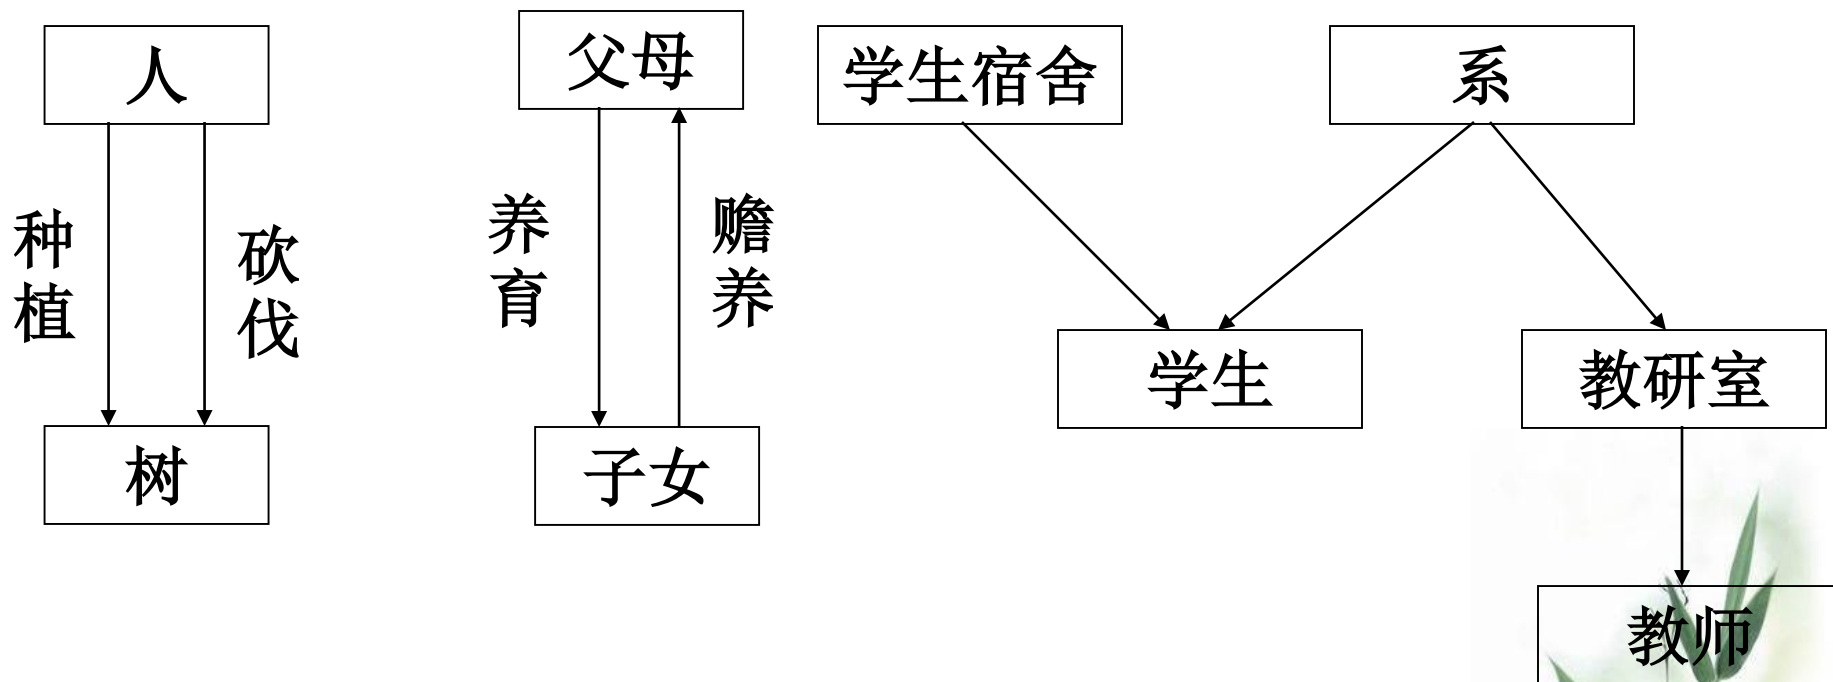 人
父母
学生宿舍
系
种植
砍伐
养育
赡养
学生
教研室
树
子女
教师